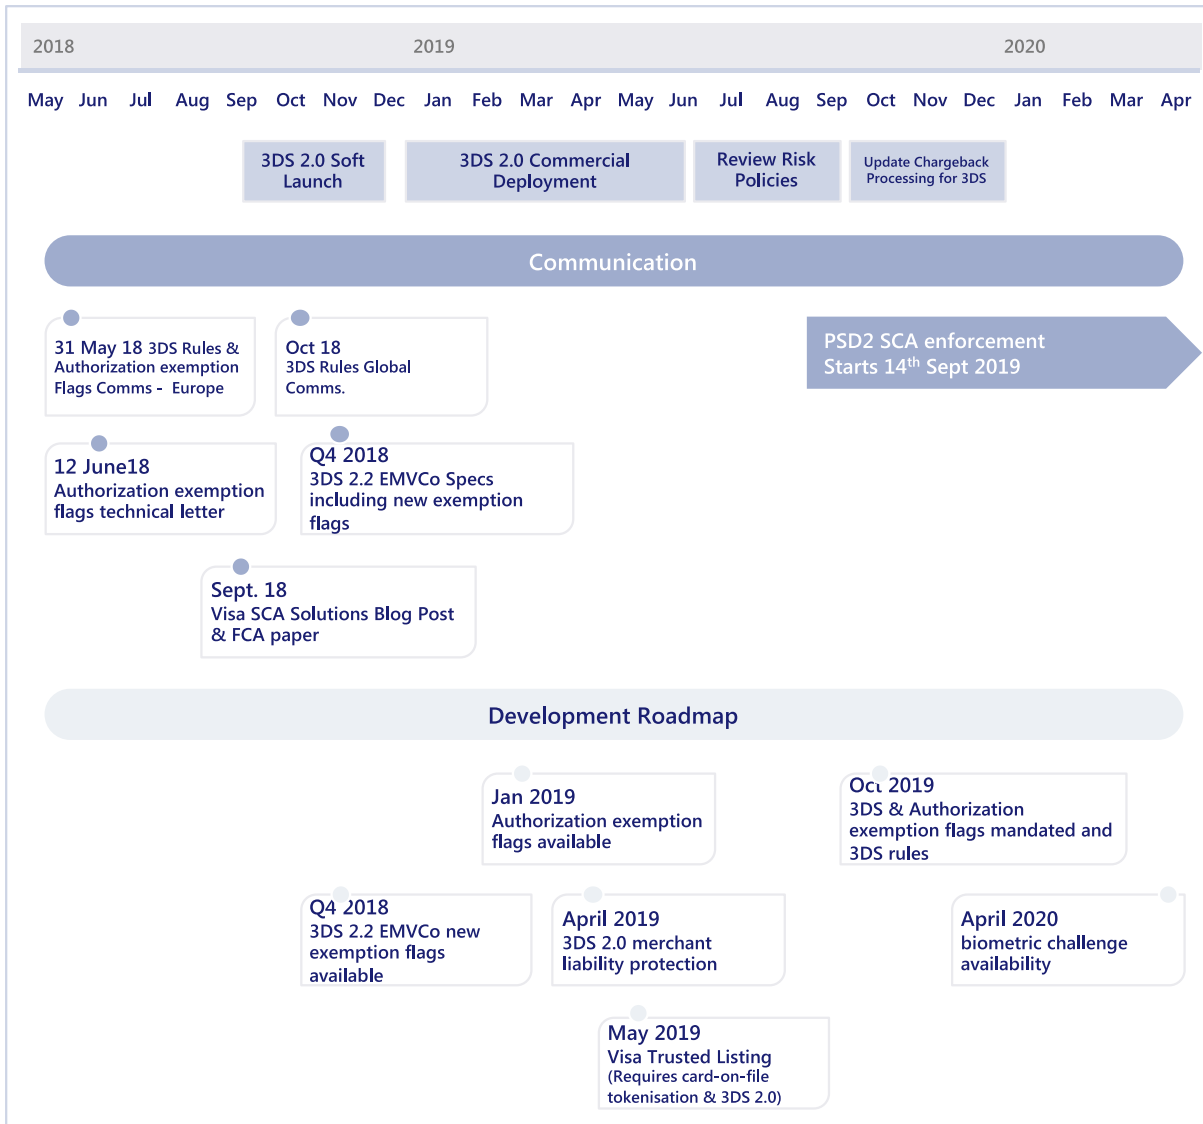 2018 2019 2020
May Jun Jul Aug Sep Oct Nov Dec Jan Feb Mar Apr May Jun Jul Aug Sep Oct Nov Dec Jan Feb Mar Apr
3DS 2.0 Soft
Launch
3DS 2.0 Commercial
Deployment
Review Risk
Policies
Update Chargeback
Processing for 3DS
Communication
31 May 18 3DS Rules &
Authorization exemption
Flags Comms - Europe
Oct 18
3DS Rules Global
Comms.
PSD2 SCA enforcement
Starts 14th Sept 2019
12 June18
Authorization exemption
flags technical letter
Q4 2018
3DS 2.2 EMVCo Specs
including new exemption
flags
Sept. 18
Visa SCA Solutions Blog Post
& FCA paper
Development Roadmap
Jan 2019
Authorization exemption
flags available
Oct 2019
3DS & Authorization
exemption flags mandated and
3DS rules
Q4 2018
3DS 2.2 EMVCo new
exemption flags
available
April 2019
3DS 2.0 merchant
liability protection
April 2020
biometric challenge
availability
May 2019
Visa Trusted Listing
(Requires card-on-file
tokenisation & 3DS 2.0)